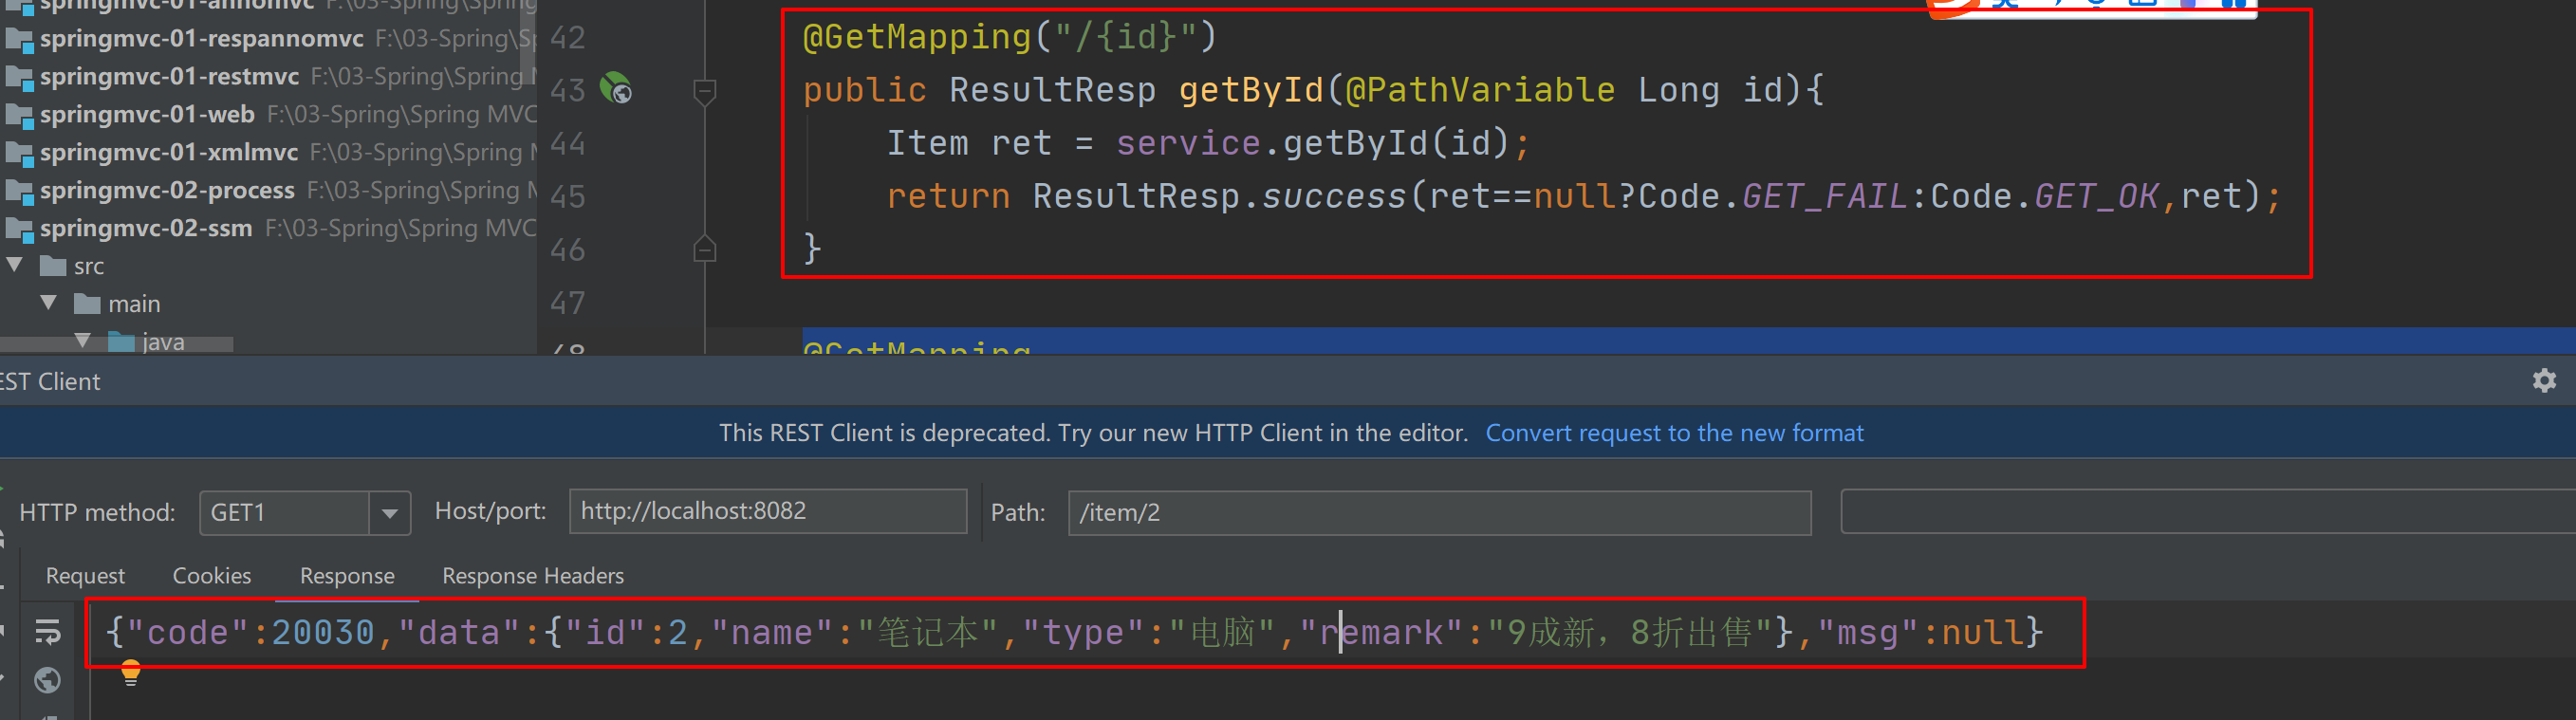 springmvc-01-annomvc F:\03-Spring\Spring
springmvc-01-respannomvc F:\03-Spring\Sp
springmvc-01-restmvc F:\03-Spring\Spring M
springmvc-01-web F:\03-Spring\Spring MVC
springmvc-01-xmlmvc F:\03-Spring\Spring M
springmvc-02-process F:\03-Spring\Spring M
springmvc-02-ssm F:\03-Spring\Spring MVC
src
main
java
42 @GetMapping("/{id}")
43 public ResultResp getById(@PathVariable Long id){
44 Item ret = service.getById(id);
45 return ResultResp.success(ret==null?Code.GET_FAIL:Code.GET_OK,ret);
46 }
47
48 @GetMapping
EST Client
This REST Client is deprecated. Try our new HTTP Client in the editor. Convert request to the new format
HTTP method: GET1 Host/port: http://localhost:8082 Path: /item/2
Request Cookies Response Response Headers
{"code":20030,"data":{"id":2,"name":"笔记本","type":"电脑","remark":"9成新，8折出售"},"msg":null}